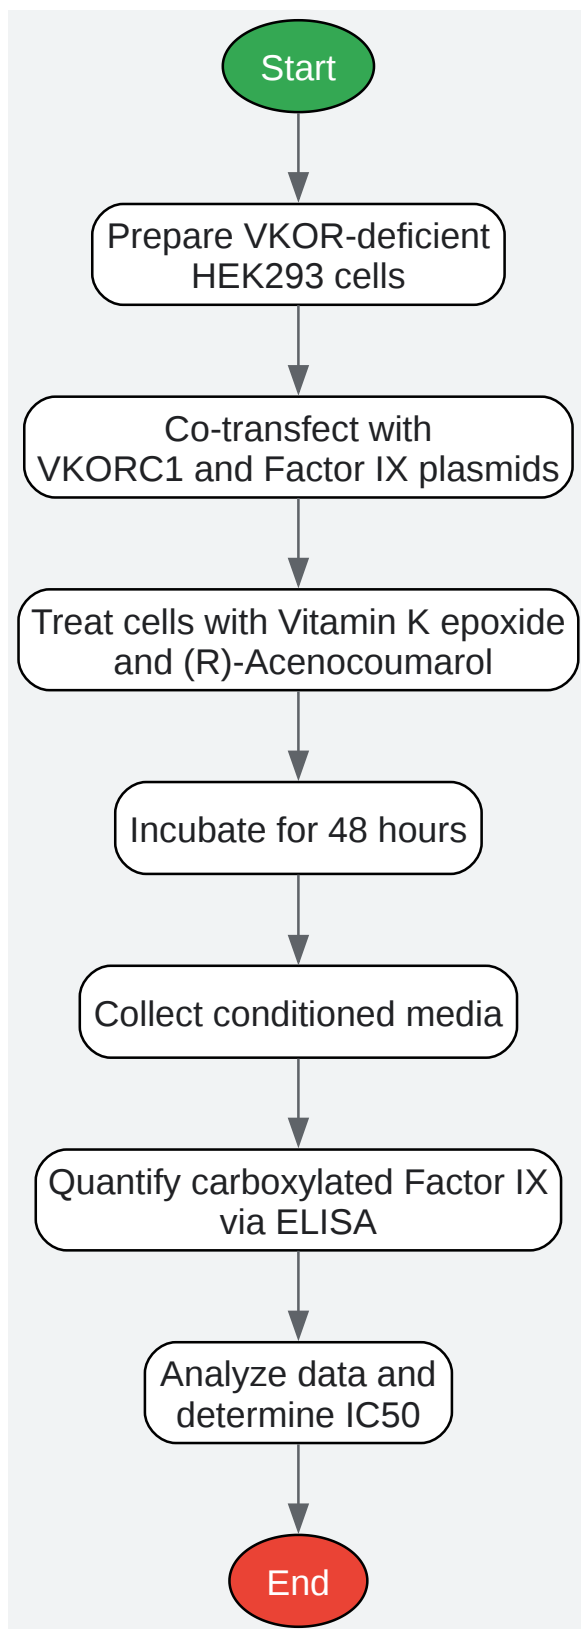 Start
Prepare VKOR-deficient
HEK293 cells
Co-transfect with
VKORC1 and Factor IX plasmids
Treat cells with Vitamin K epoxide
and (R)-Acenocoumarol
Incubate for 48 hours
Collect conditioned media
Quantify carboxylated Factor IX
via ELISA
Analyze data and
determine IC50
End